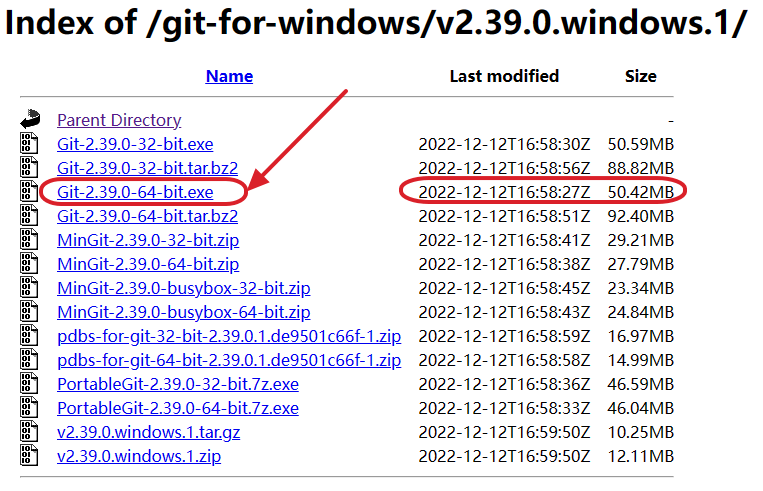 Index of /git-for-windows/v2.39.0.windows.1/
Name Last modified Size
Parent Directory -
Git-2.39.0-32-bit.exe 2022-12-12T16:58:30Z 50.59MB
Git-2.39.0-32-bit.tar.bz2 2022-12-12T16:58:56Z 88.82MB
Git-2.39.0-64-bit.exe 2022-12-12T16:58:27Z 50.42MB
Git-2.39.0-64-bit.tar.bz2 2022-12-12T16:58:51Z 92.40MB
MinGit-2.39.0-32-bit.zip 2022-12-12T16:58:41Z 29.21MB
MinGit-2.39.0-64-bit.zip 2022-12-12T16:58:38Z 27.79MB
MinGit-2.39.0-busybox-32-bit.zip 2022-12-12T16:58:45Z 23.34MB
MinGit-2.39.0-busybox-64-bit.zip 2022-12-12T16:58:43Z 24.84MB
pdbs-for-git-32-bit-2.39.0.1.de9501c66f-1.zip 2022-12-12T16:58:59Z 16.97MB
pdbs-for-git-64-bit-2.39.0.1.de9501c66f-1.zip 2022-12-12T16:58:58Z 14.99MB
PortableGit-2.39.0-32-bit.7z.exe 2022-12-12T16:58:36Z 46.59MB
PortableGit-2.39.0-64-bit.7z.exe 2022-12-12T16:58:33Z 46.04MB
v2.39.0.windows.1.tar.gz 2022-12-12T16:59:50Z 10.25MB
v2.39.0.windows.1.zip 2022-12-12T16:59:50Z 12.11MB